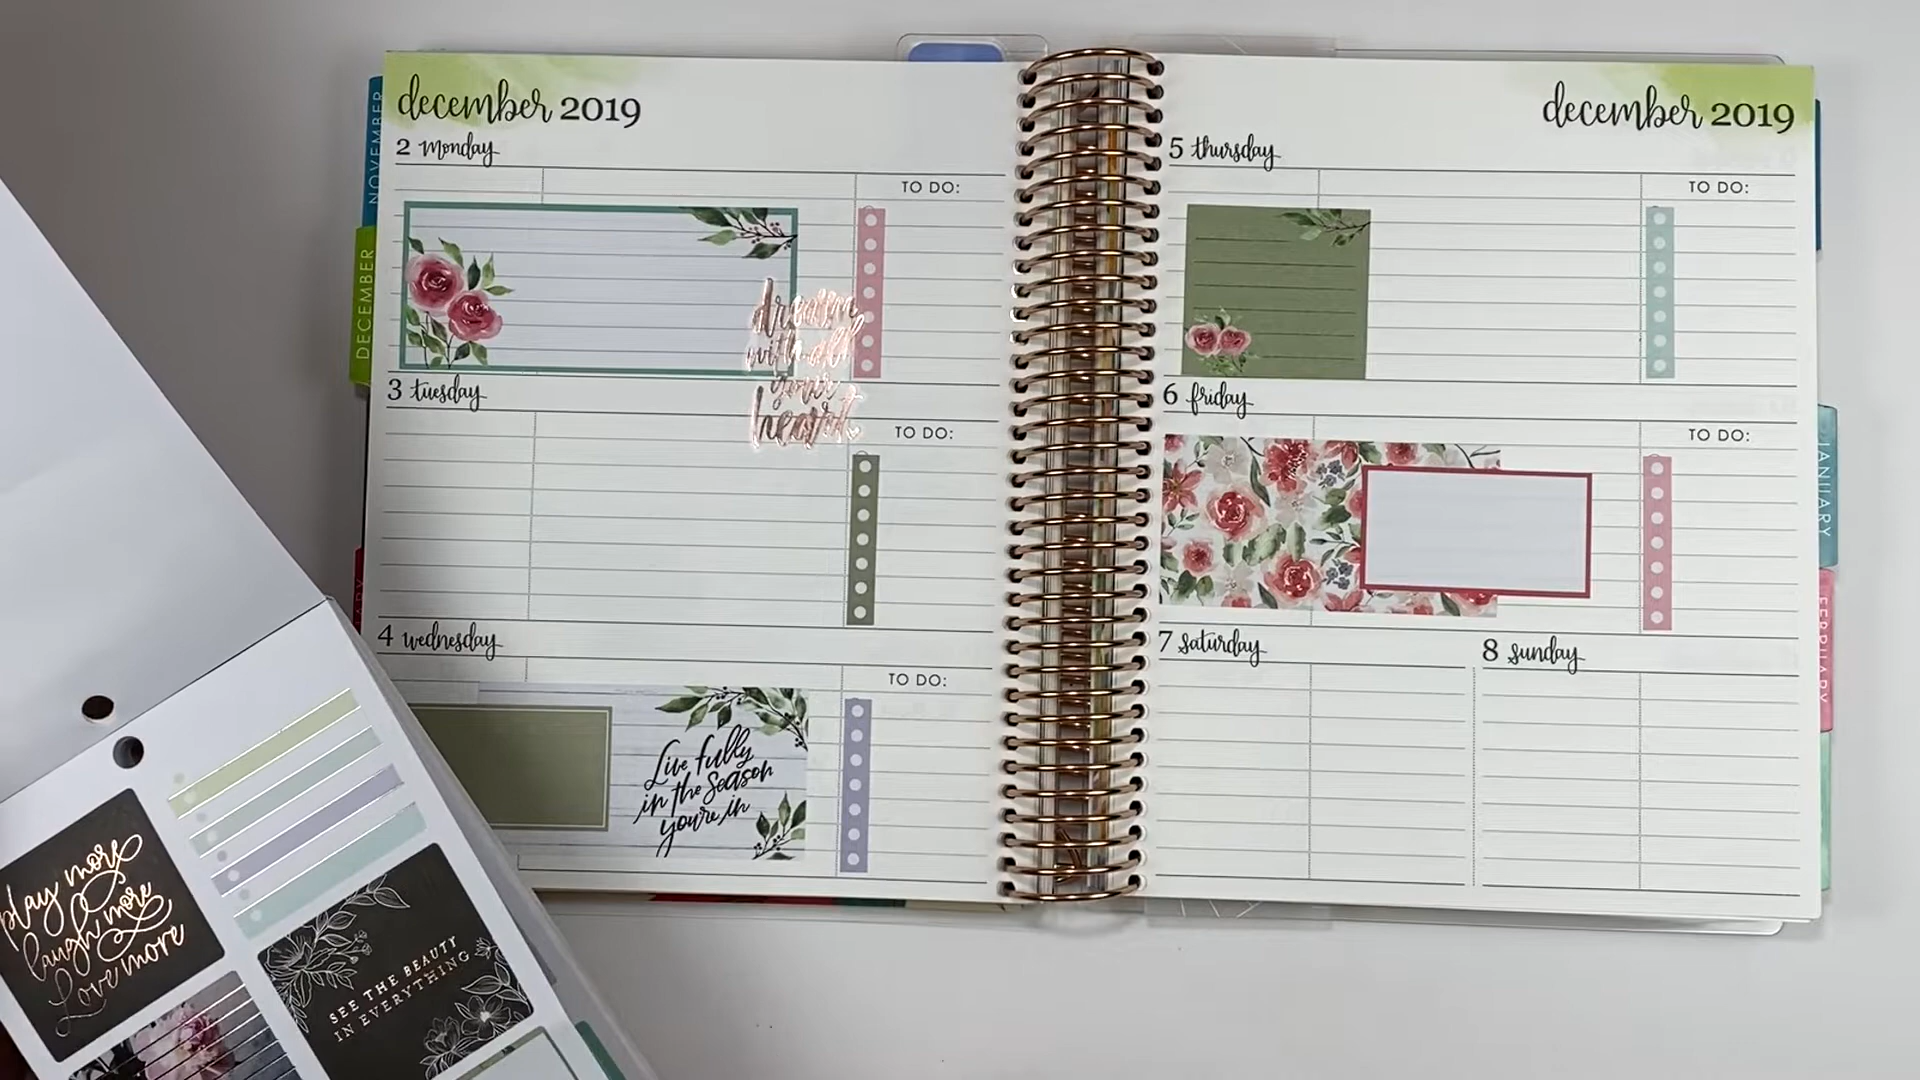 december 2019
2 monday
TO DO:
dream
with all
your
heart
3 tuesday
TO DO:
4 wednesday
TO DO:
Live fully
in the season
you're in
december 2019
5 thursday
TO DO:
6 friday
TO DO:
7 saturday
8 sunday
NOVEMBER
DECEMBER
JANUARY
FEBRUARY
play more
laugh more
Love more
SEE THE BEAUTY
IN EVERYTHING